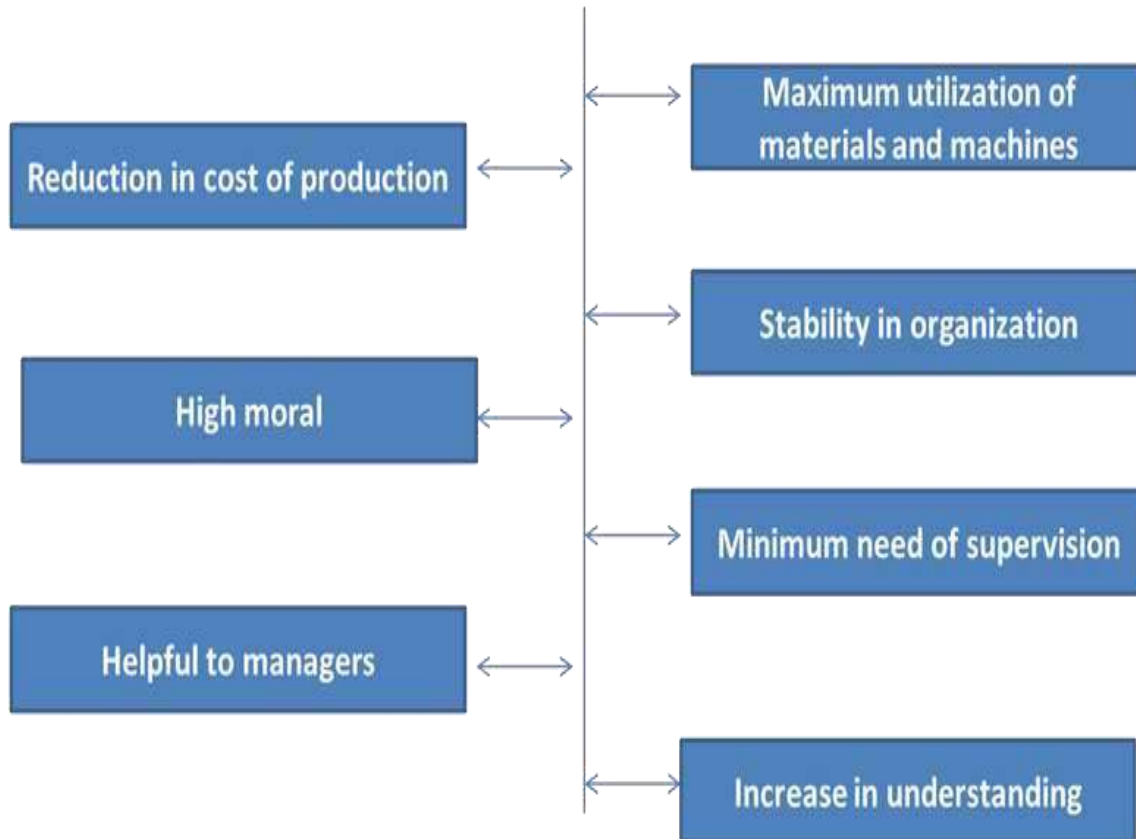 Maximum utilization of
materials and machines
Reduction in cost of production
Stability in organization
High moral
Minimum need of supervision
Helpful to managers
Increase in understanding